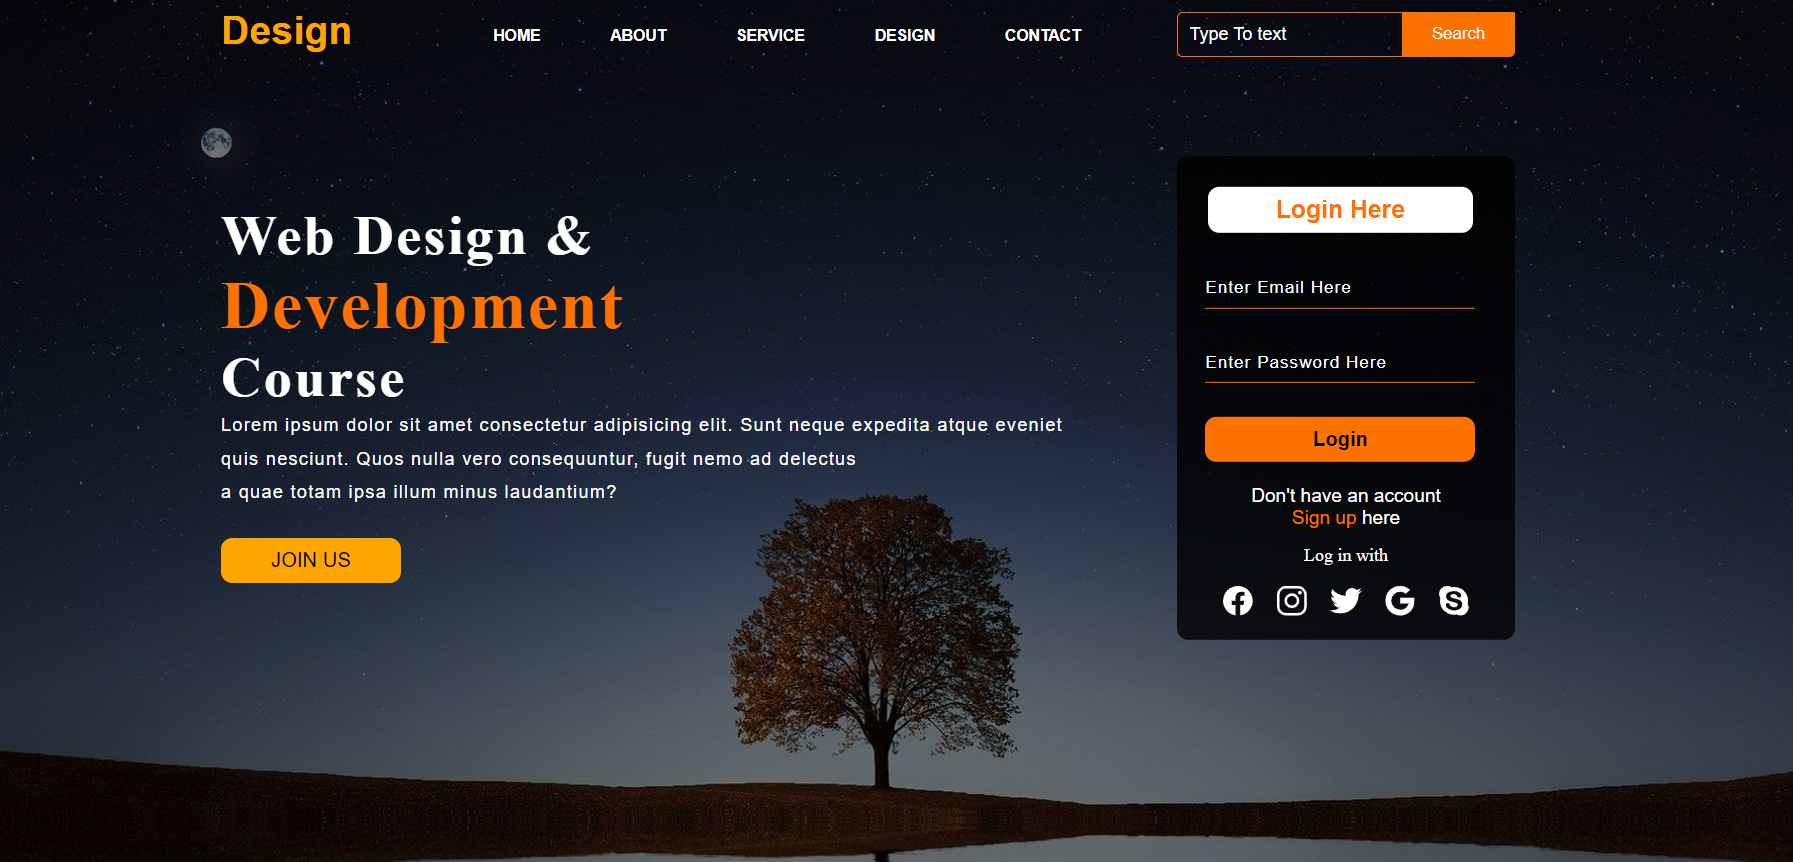 Design
HOME ABOUT SERVICE DESIGN CONTACT
Type To text Search
Web Design &
Development
Course
Lorem ipsum dolor sit amet consectetur adipisicing elit. Sunt neque expedita atque eveniet
quis nesciunt. Quos nulla vero consequuntur, fugit nemo ad delectus
a quae totam ipsa illum minus laudantium?
JOIN US
Login Here
Enter Email Here
Enter Password Here
Login
Don't have an account
Sign up here
Log in with